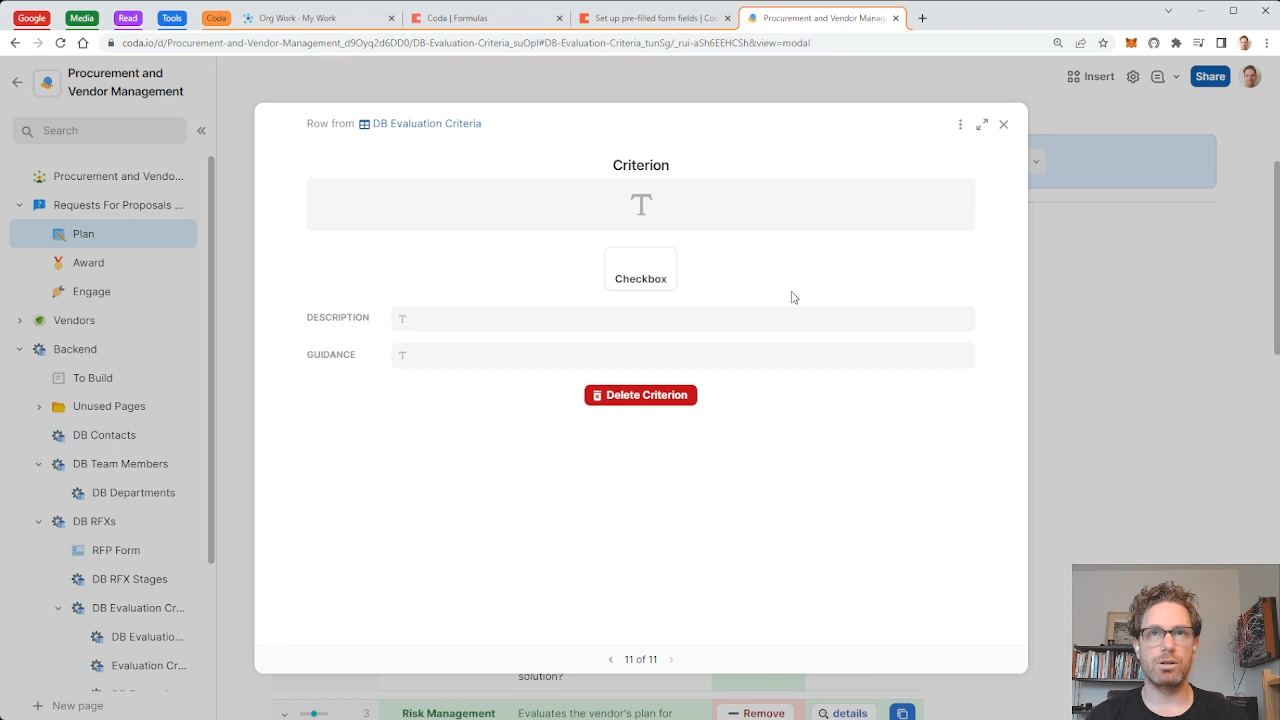 Google
Media
Read
Tools
Coda
Org Work - My Work
Coda | Formulas
Set up pre-filled form fields | Co
Procurement and Vendor Manag
coda.io/d/Procurement-and-Vendor-Management_d9Oyq2d6DD0/DB-Evaluation-Criteria_suOpl#DB-Evaluation-Criteria_tunSg/_rui-aSh6EEHCSh&view=modal
Procurement and
Vendor Management
Insert
Share
Search
Procurement and Vendo...
Requests For Proposals ...
Plan
Award
Engage
Vendors
Backend
To Build
Unused Pages
DB Contacts
DB Team Members
DB Departments
DB RFXs
RFP Form
DB RFX Stages
DB Evaluation Cr...
DB Evaluatio...
Evaluation Cr...
New page
Row from DB Evaluation Criteria
Criterion
Checkbox
DESCRIPTION
GUIDANCE
Delete Criterion
11 of 11
solution?
3 Risk Management Evaluates the vendor's plan for Remove details